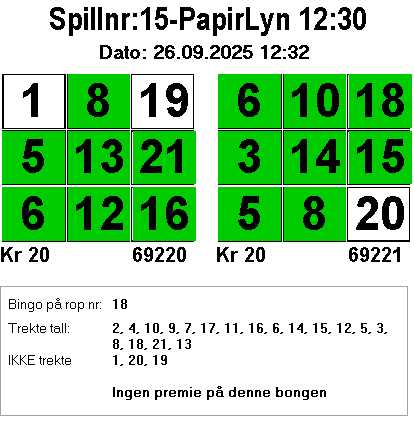 Spillnr:15-PapirLyn 12:30
Dato: 26.09.2025 12:32
1 8 19 6 10 18
5 13 21 3 14 15
6 12 16 5 8 20
Kr 20 69220 Kr 20 69221
Bingo på rop nr: 18
Trekte tall: 2, 4, 10, 9, 7, 17, 11, 16, 6, 14, 15, 12, 5, 3,
8, 18, 21, 13
IKKE trekte 1, 20, 19
Ingen premie på denne bongen